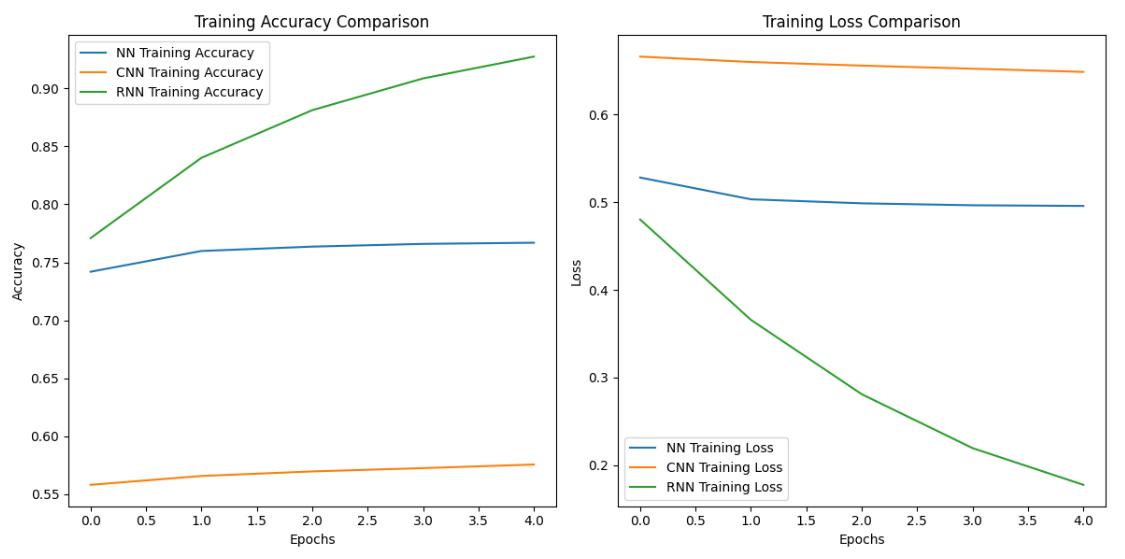 Training Accuracy Comparison
NN Training Accuracy
CNN Training Accuracy
RNN Training Accuracy
0.90
0.85
0.80
0.75
0.70
0.65
0.60
0.55
Accuracy
0.0 0.5 1.0 1.5 2.0 2.5 3.0 3.5 4.0
Epochs
Training Loss Comparison
0.6
0.5
0.4
0.3
0.2
Loss
NN Training Loss
CNN Training Loss
RNN Training Loss
0.0 0.5 1.0 1.5 2.0 2.5 3.0 3.5 4.0
Epochs